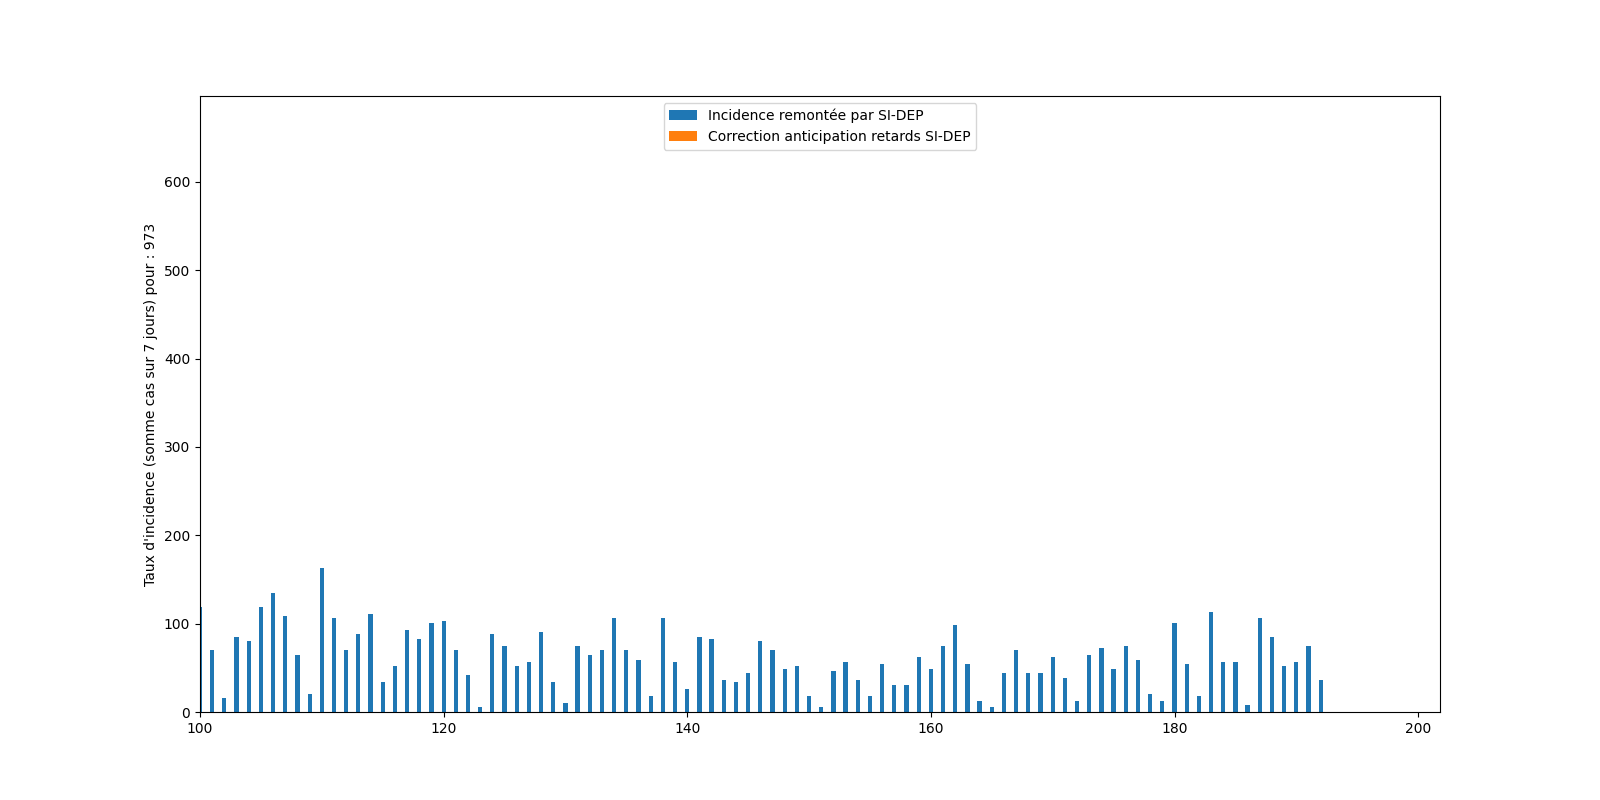 Incidence remontée par SI-DEP
Correction anticipation retards SI-DEP
Taux d'incidence (somme cas sur 7 jours) pour : 973
600
500
400
300
200
100
0
100 120 140 160 180 200